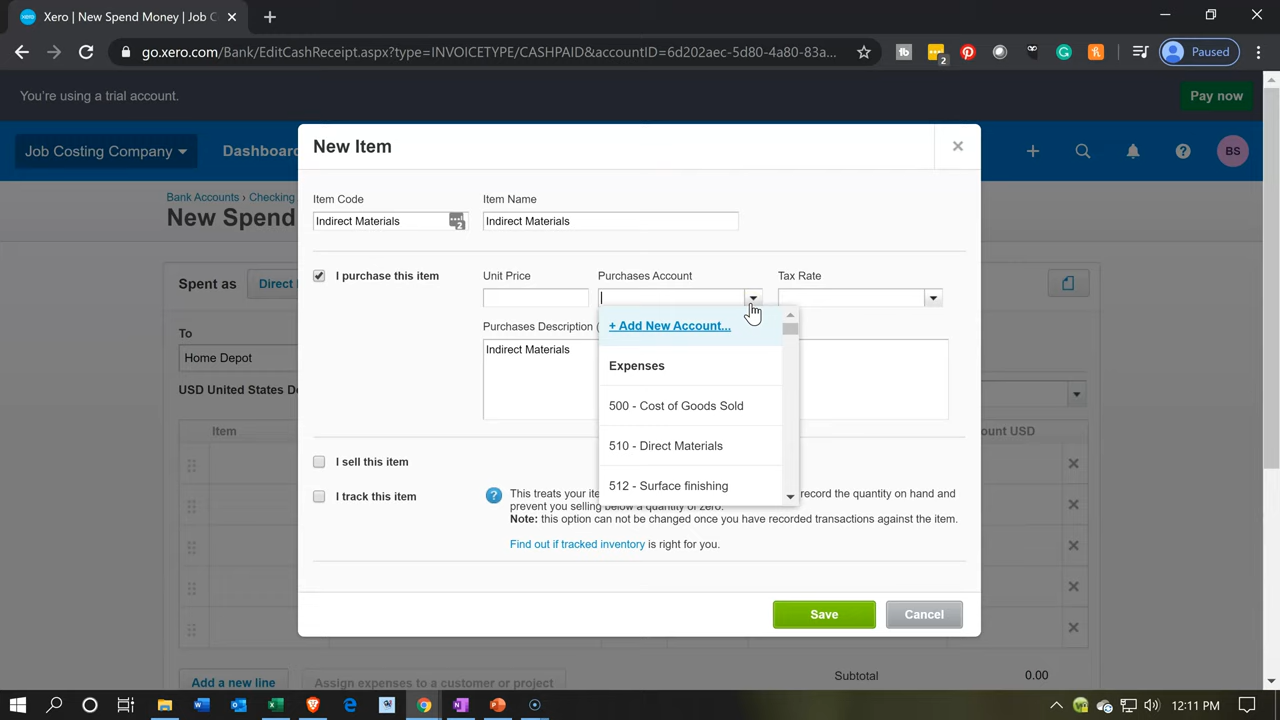 Xero | New Spend Money | Job C
go.xero.com/Bank/EditCashReceipt.aspx?type=INVOICETYPE/CASHPAID&accountID=6d202aec-5d80-4a80-83a...
Paused
You're using a trial account.
Pay now
Job Costing Company
Dashboard
BS
Bank Accounts › Checking
New Spend
Spent as
Direct
To
Home Depot
USD United States Do
Item
ount USD
New Item
Item Code
Item Name
Indirect Materials
Indirect Materials
I purchase this item
Unit Price
Purchases Account
Tax Rate
+ Add New Account...
Purchases Description (
Indirect Materials
Expenses
500 - Cost of Goods Sold
510 - Direct Materials
512 - Surface finishing
I sell this item
I track this item
This treats your ite
record the quantity on hand and
prevent you selling below a quantity of zero.
Note: this option can not be changed once you have recorded transactions against the item.
Find out if tracked inventory is right for you.
Save
Cancel
Add a new line
Assign expenses to a customer or project
Subtotal
0.00
12:11 PM